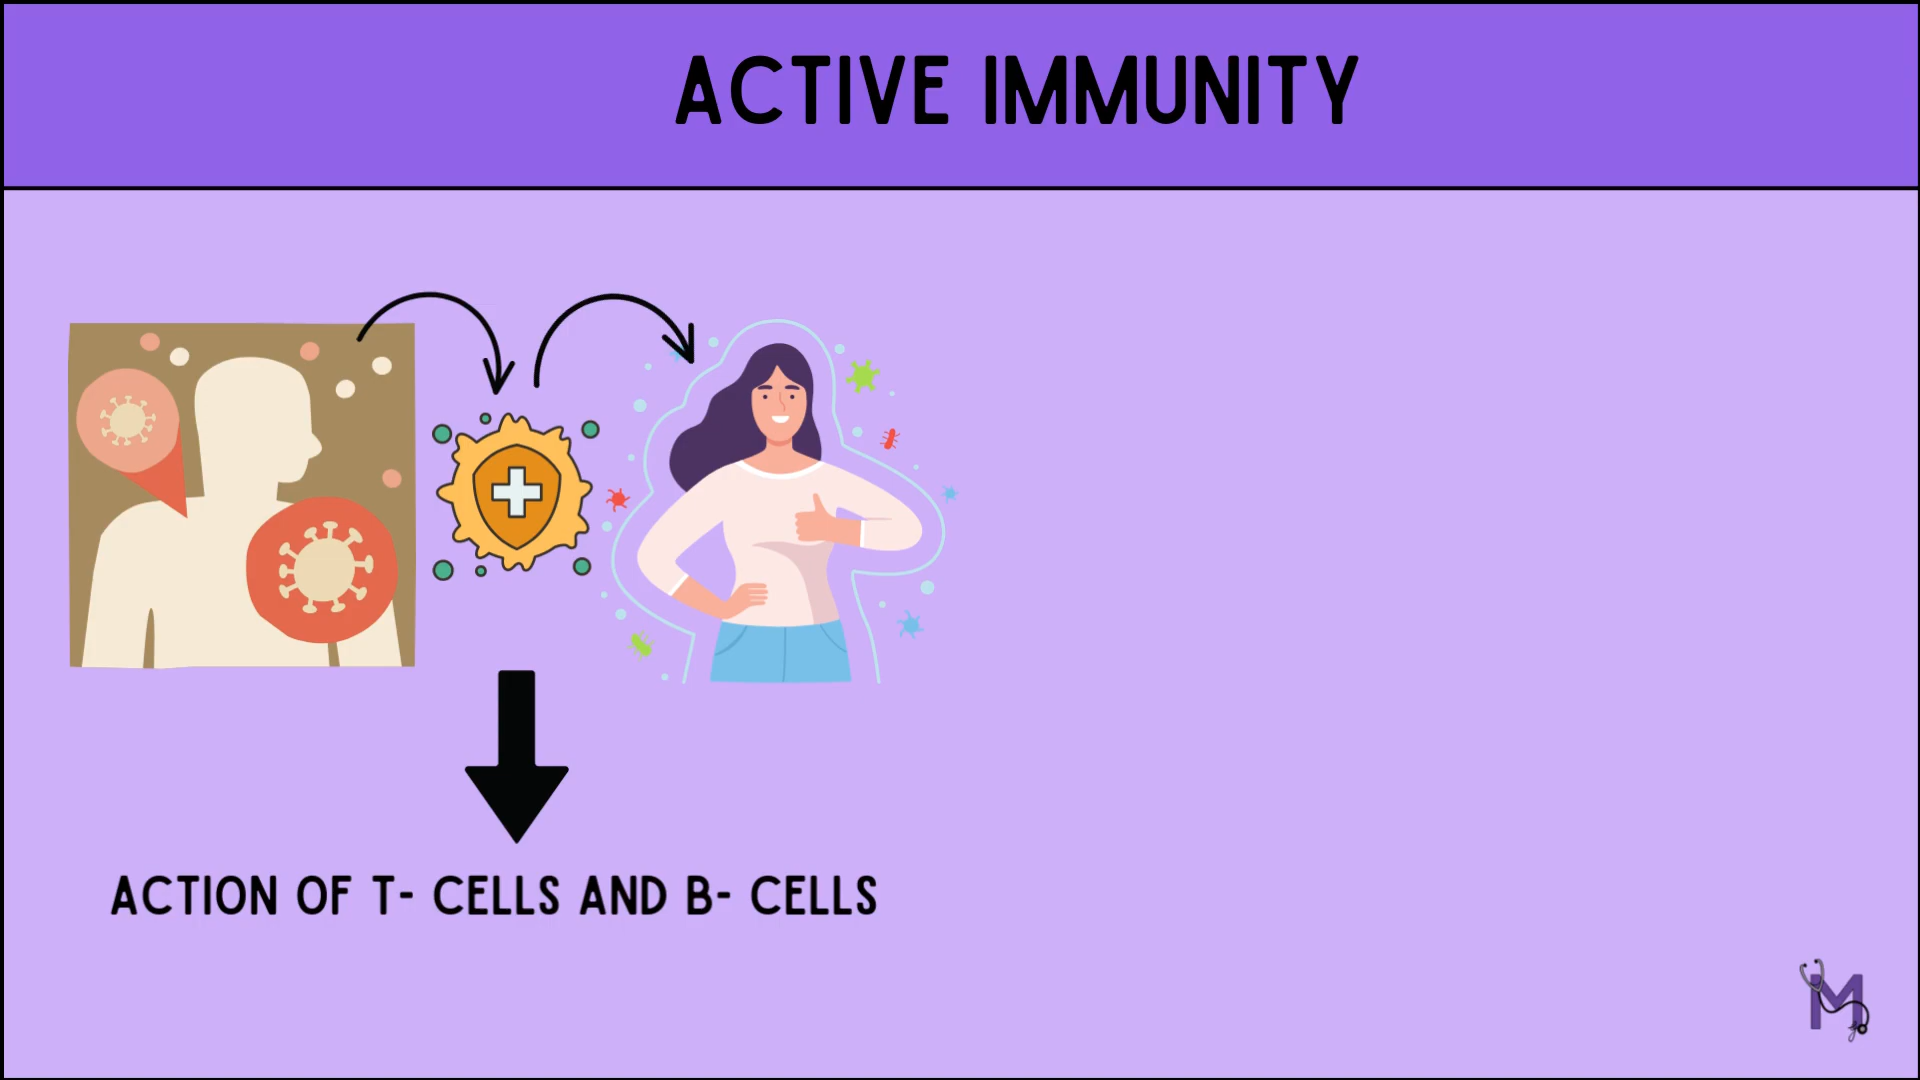 ACTIVE IMMUNITY
ACTION OF T- CELLS AND B- CELLS
M